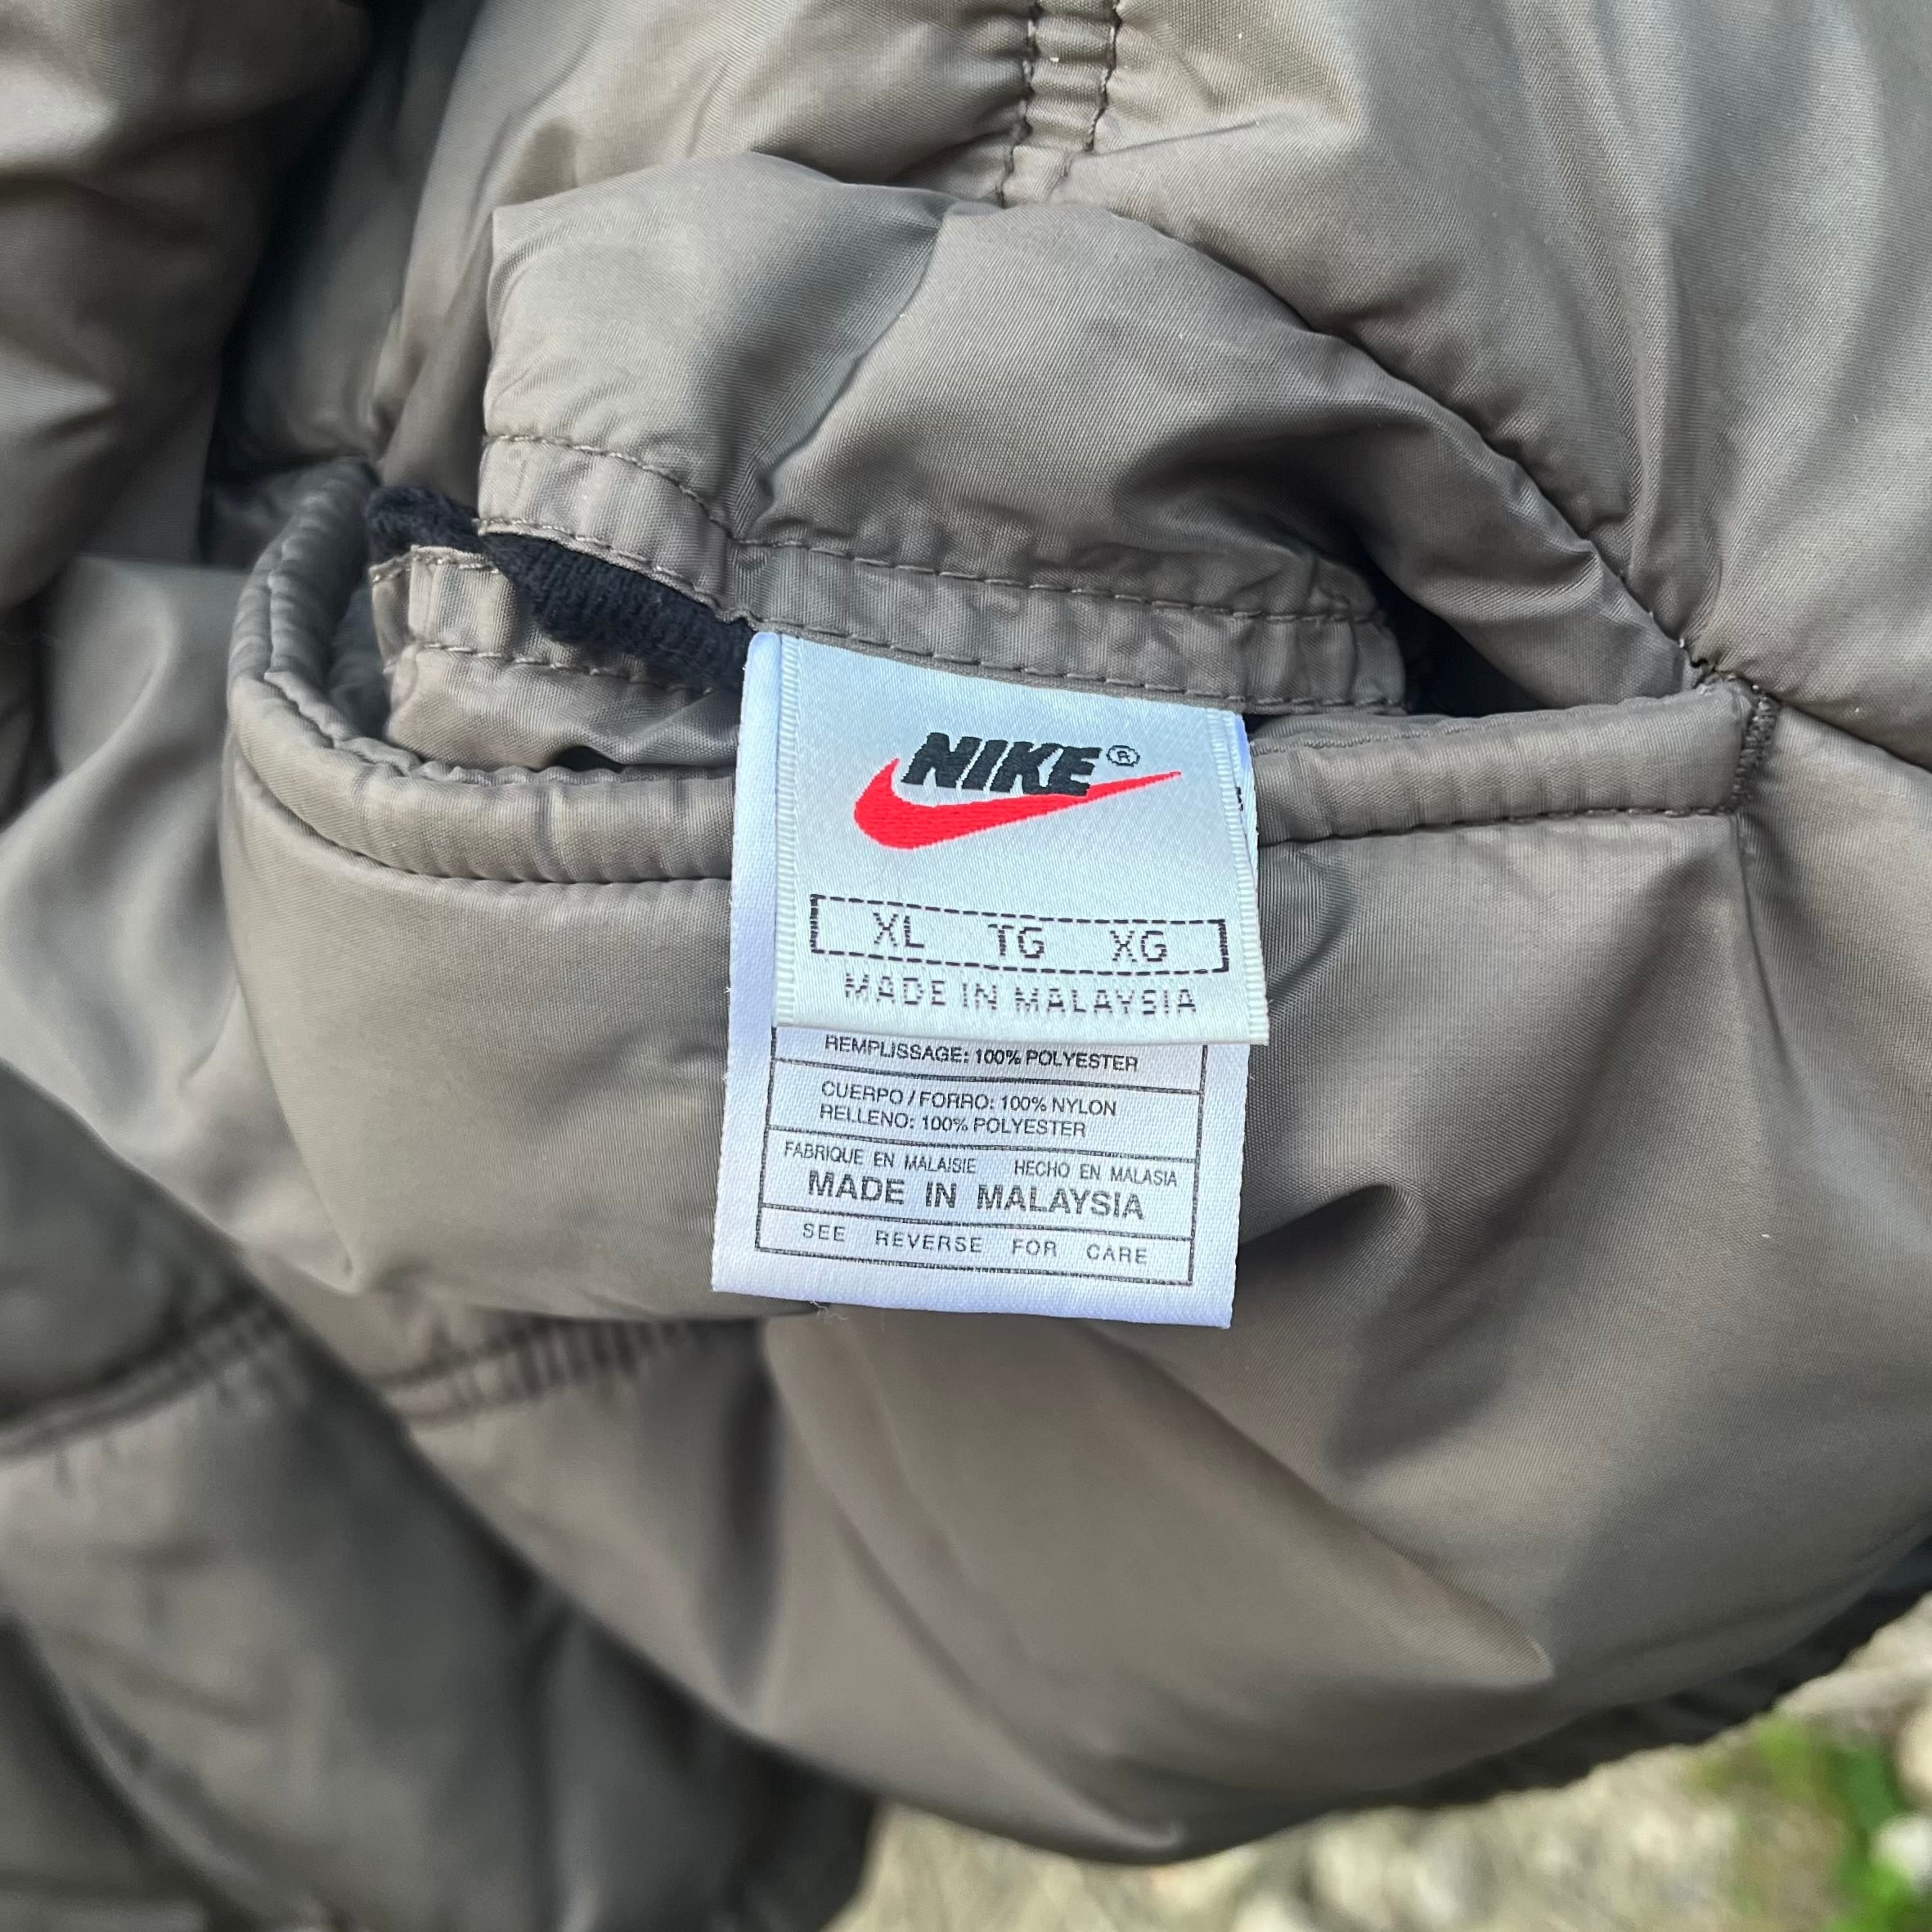 NIKE®
XL TG XG
MADE IN MALAYSIA
REMPLISSAGE: 100% POLYESTER
CUERPO / FORRO: 100% NYLON
RELLENO: 100% POLYESTER
FABRIQUE EN MALAISIE HECHO EN MALASIA
MADE IN MALAYSIA
SEE REVERSE FOR CARE